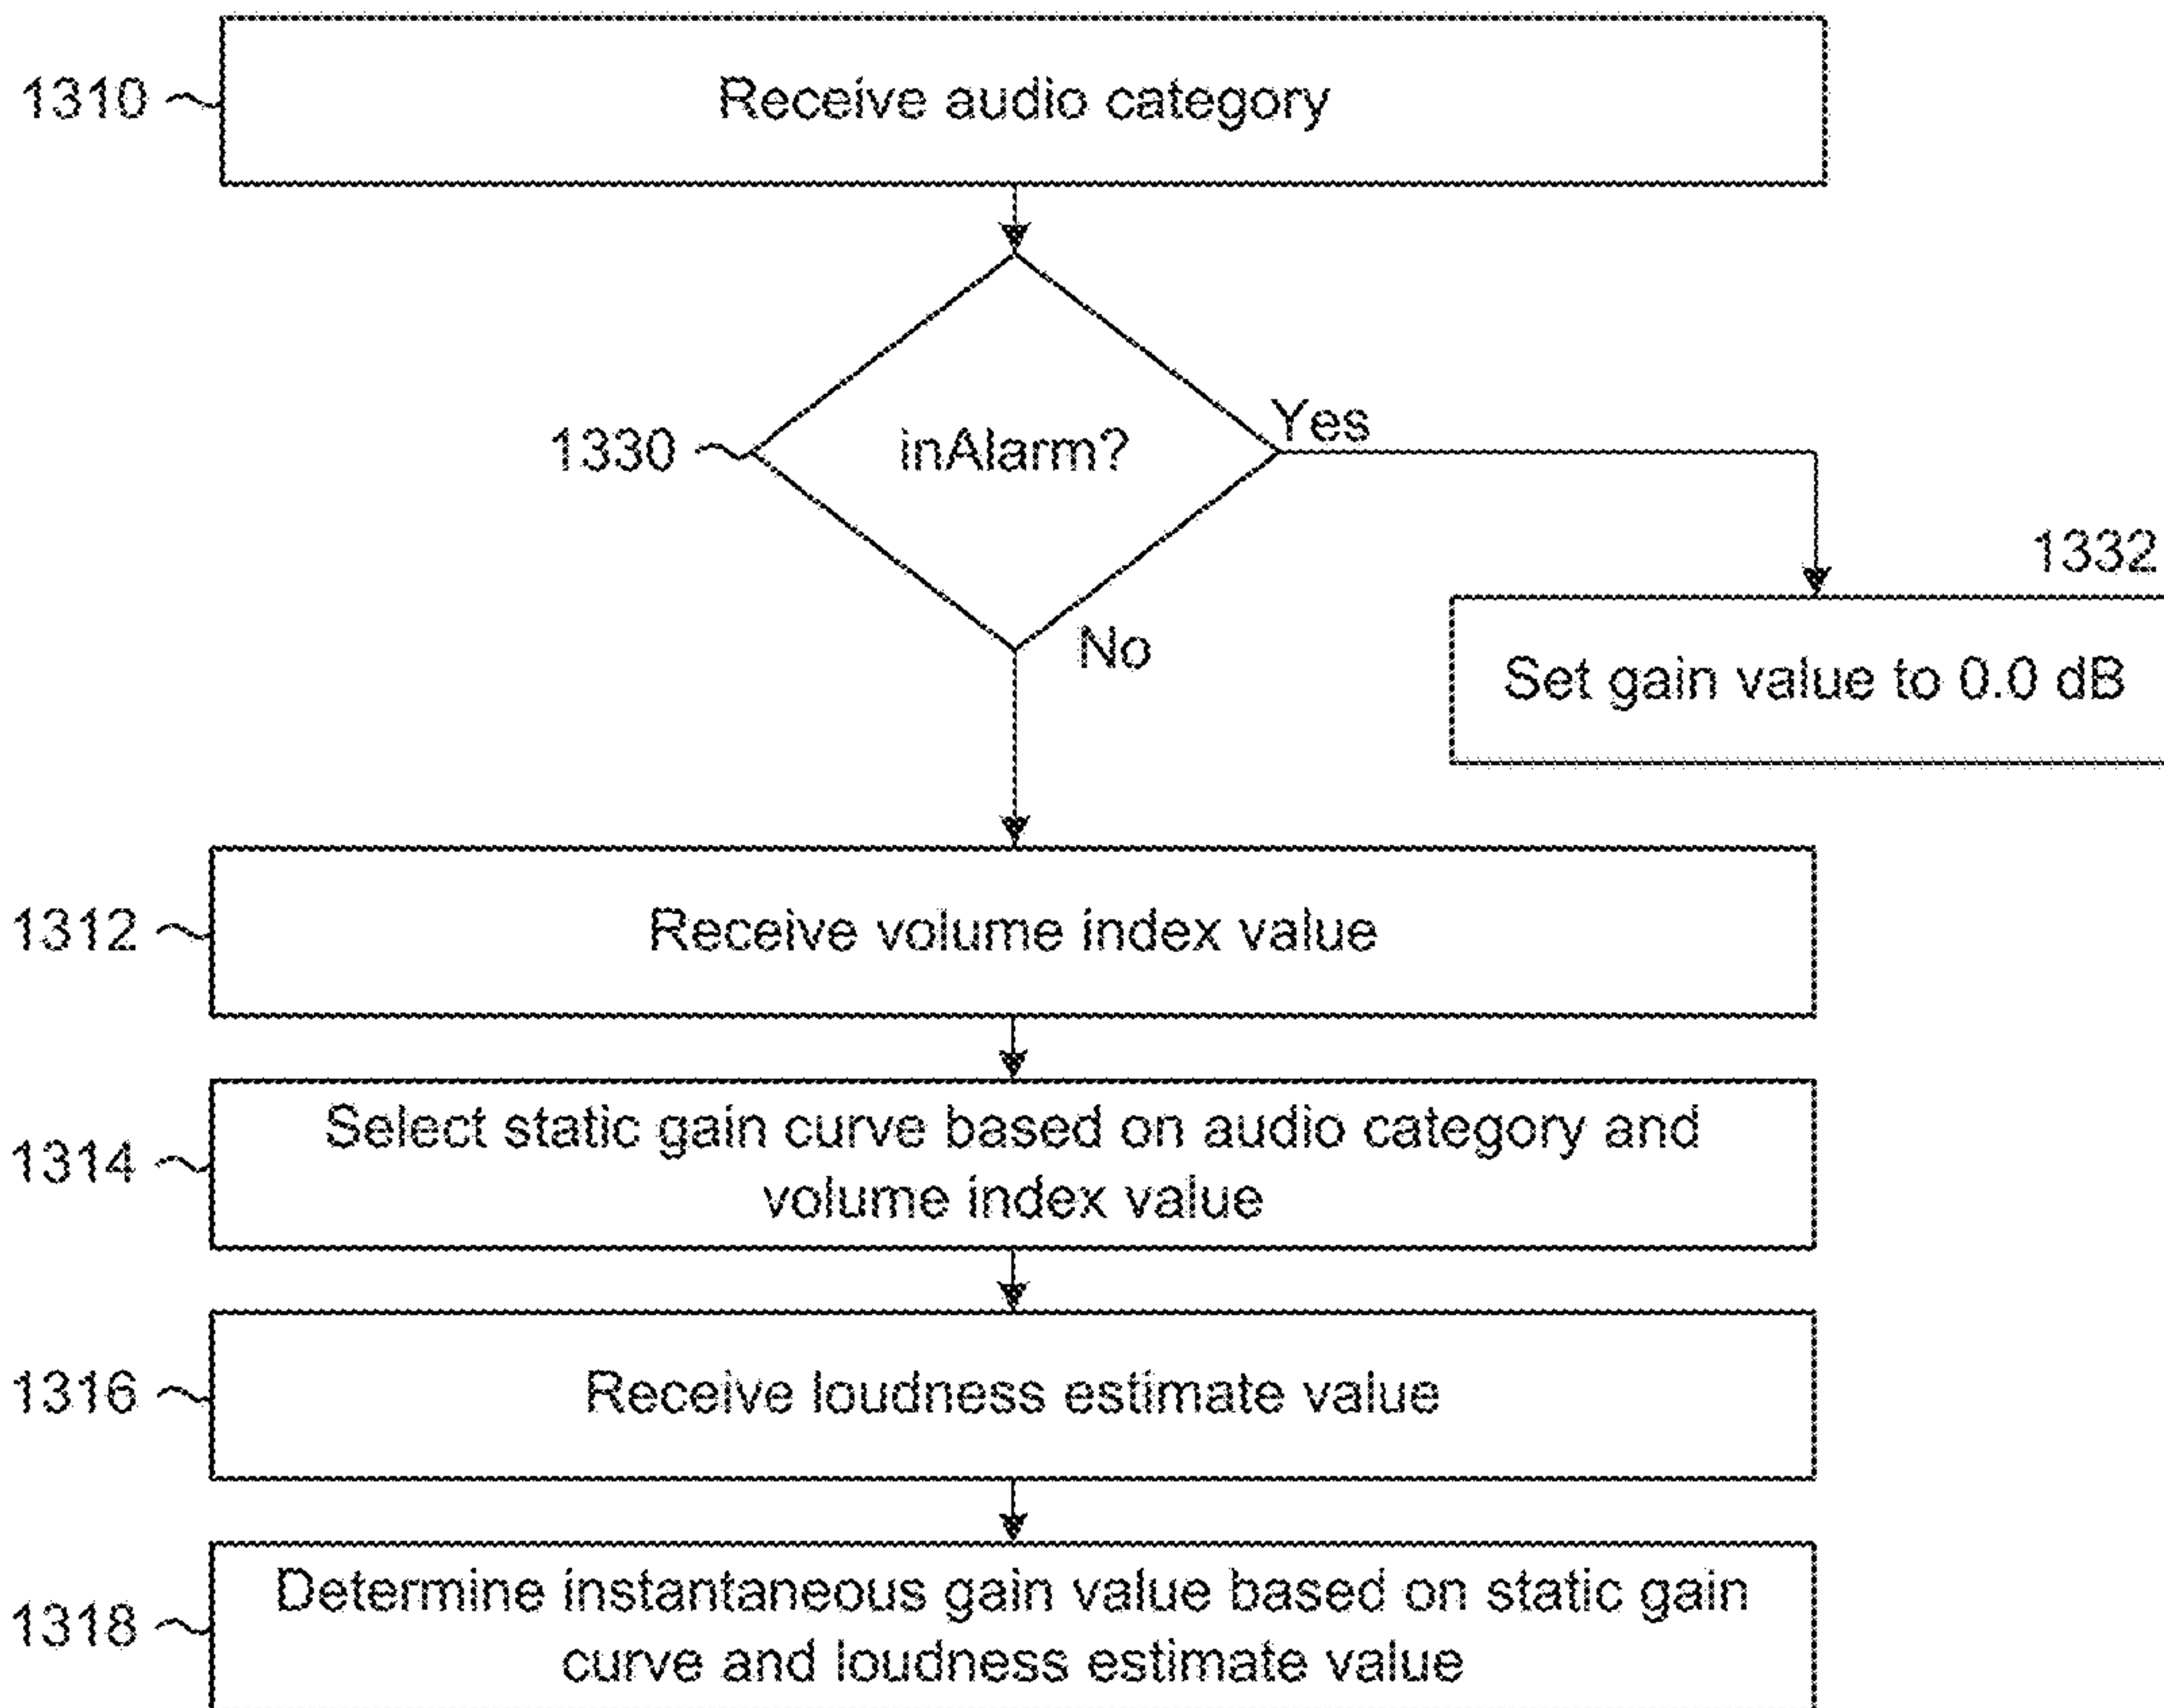 1310
Receive audio category
1330
inAlarm?
Yes
No
1332
Set gain value to 0.0 dB
1312
Receive volume index value
1314
Select static gain curve based on audio category and
volume index value
1316
Receive loudness estimate value
1318
Determine instantaneous gain value based on static gain
curve and loudness estimate value